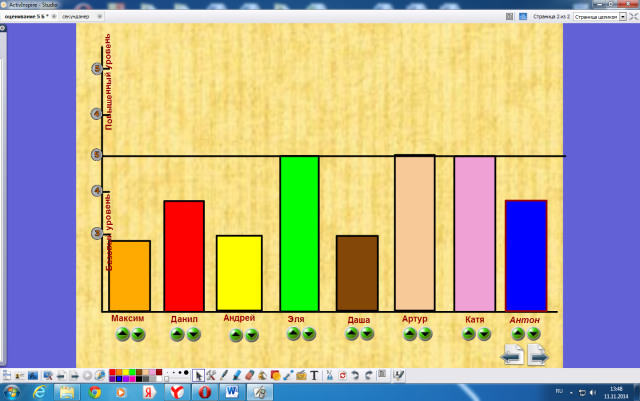 ActivInspire - Studio
оценивание 5 Б *
секундамер
Страница 2 из 2
Страница целиком
Повышенный уровень
Базовый уровень
Максим
Данил
Андрей
Эля
Даша
Артур
Катя
Антон
RU
13:48
11.11.2014